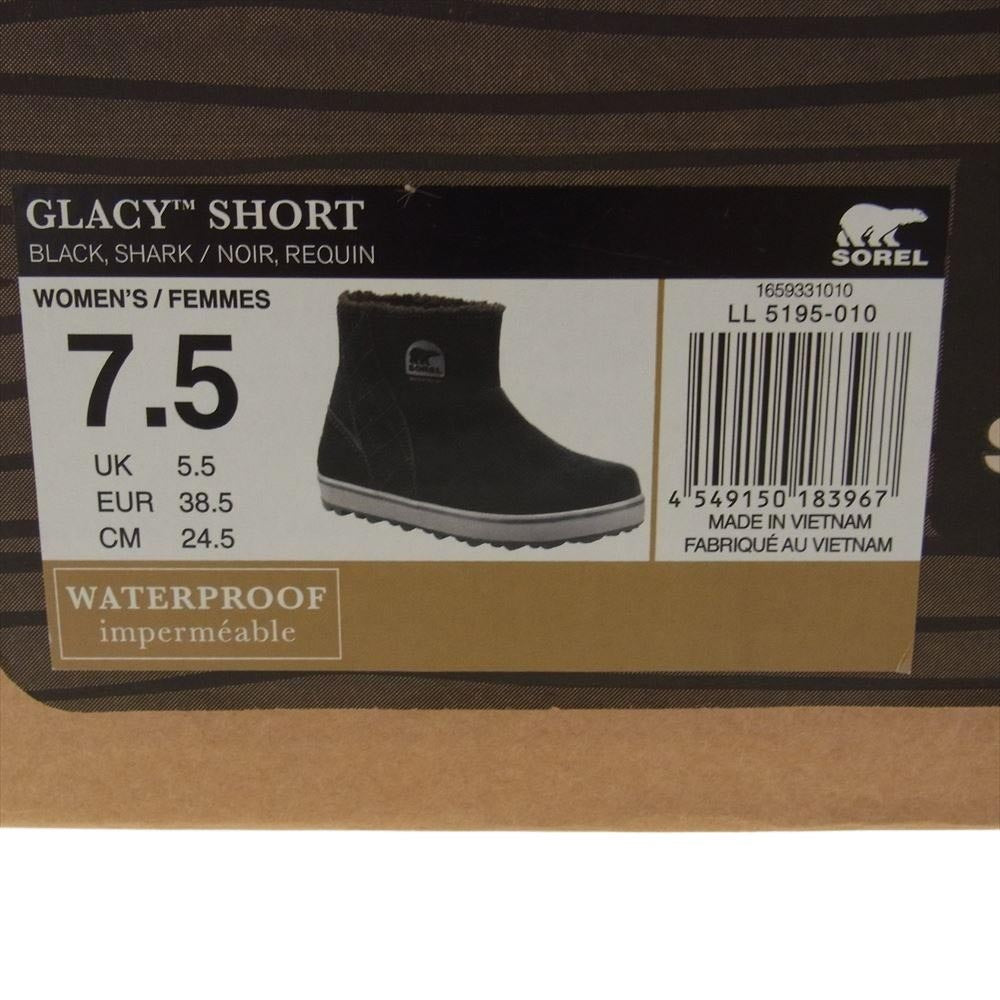 GLACY™ SHORT
BLACK, SHARK / NOIR, REQUIN
SOREL
WOMEN'S / FEMMES
7.5
UK 5.5
EUR 38.5
CM 24.5
SOREL
1659331010
LL 5195-010
4 549150 183967
MADE IN VIETNAM
FABRIQUÉ AU VIETNAM
WATERPROOF
imperméable